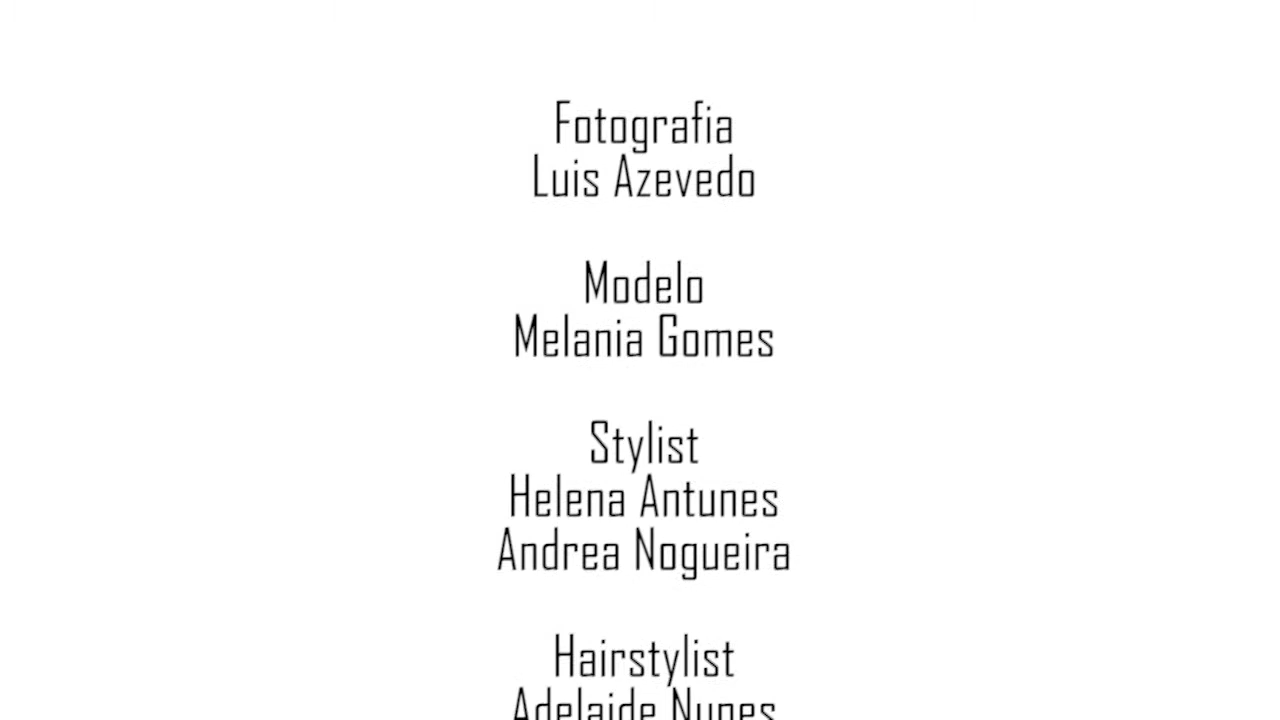 Fotografia
Luis Azevedo
Modelo
Melania Gomes
Stylist
Helena Antunes
Andrea Nogueira
Hairstylist
Adelaide Nunes